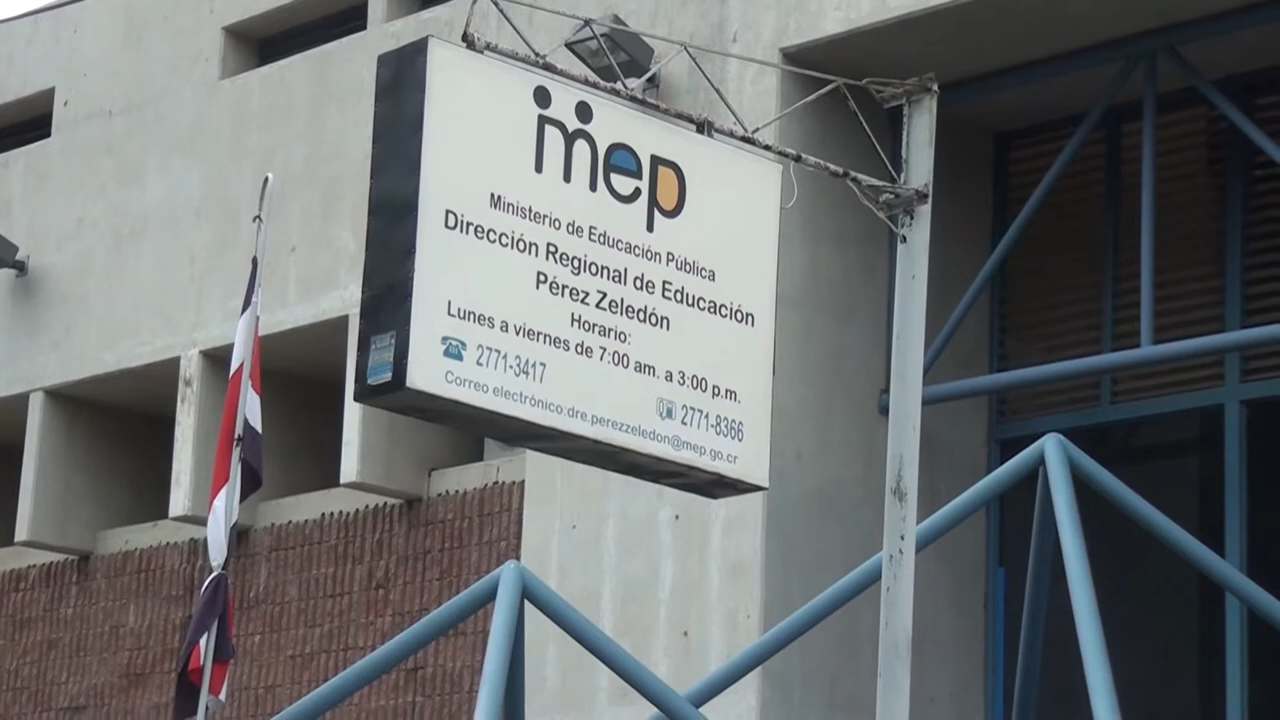 mep
Ministerio de Educación Pública
Dirección Regional de Educación
Pérez Zeledón
Horario:
Lunes a viernes de 7:00 am. a 3:00 p.m.
2771-3417
2771-8366
Correo electrónico:dre.perezzeledon@mep.go.cr